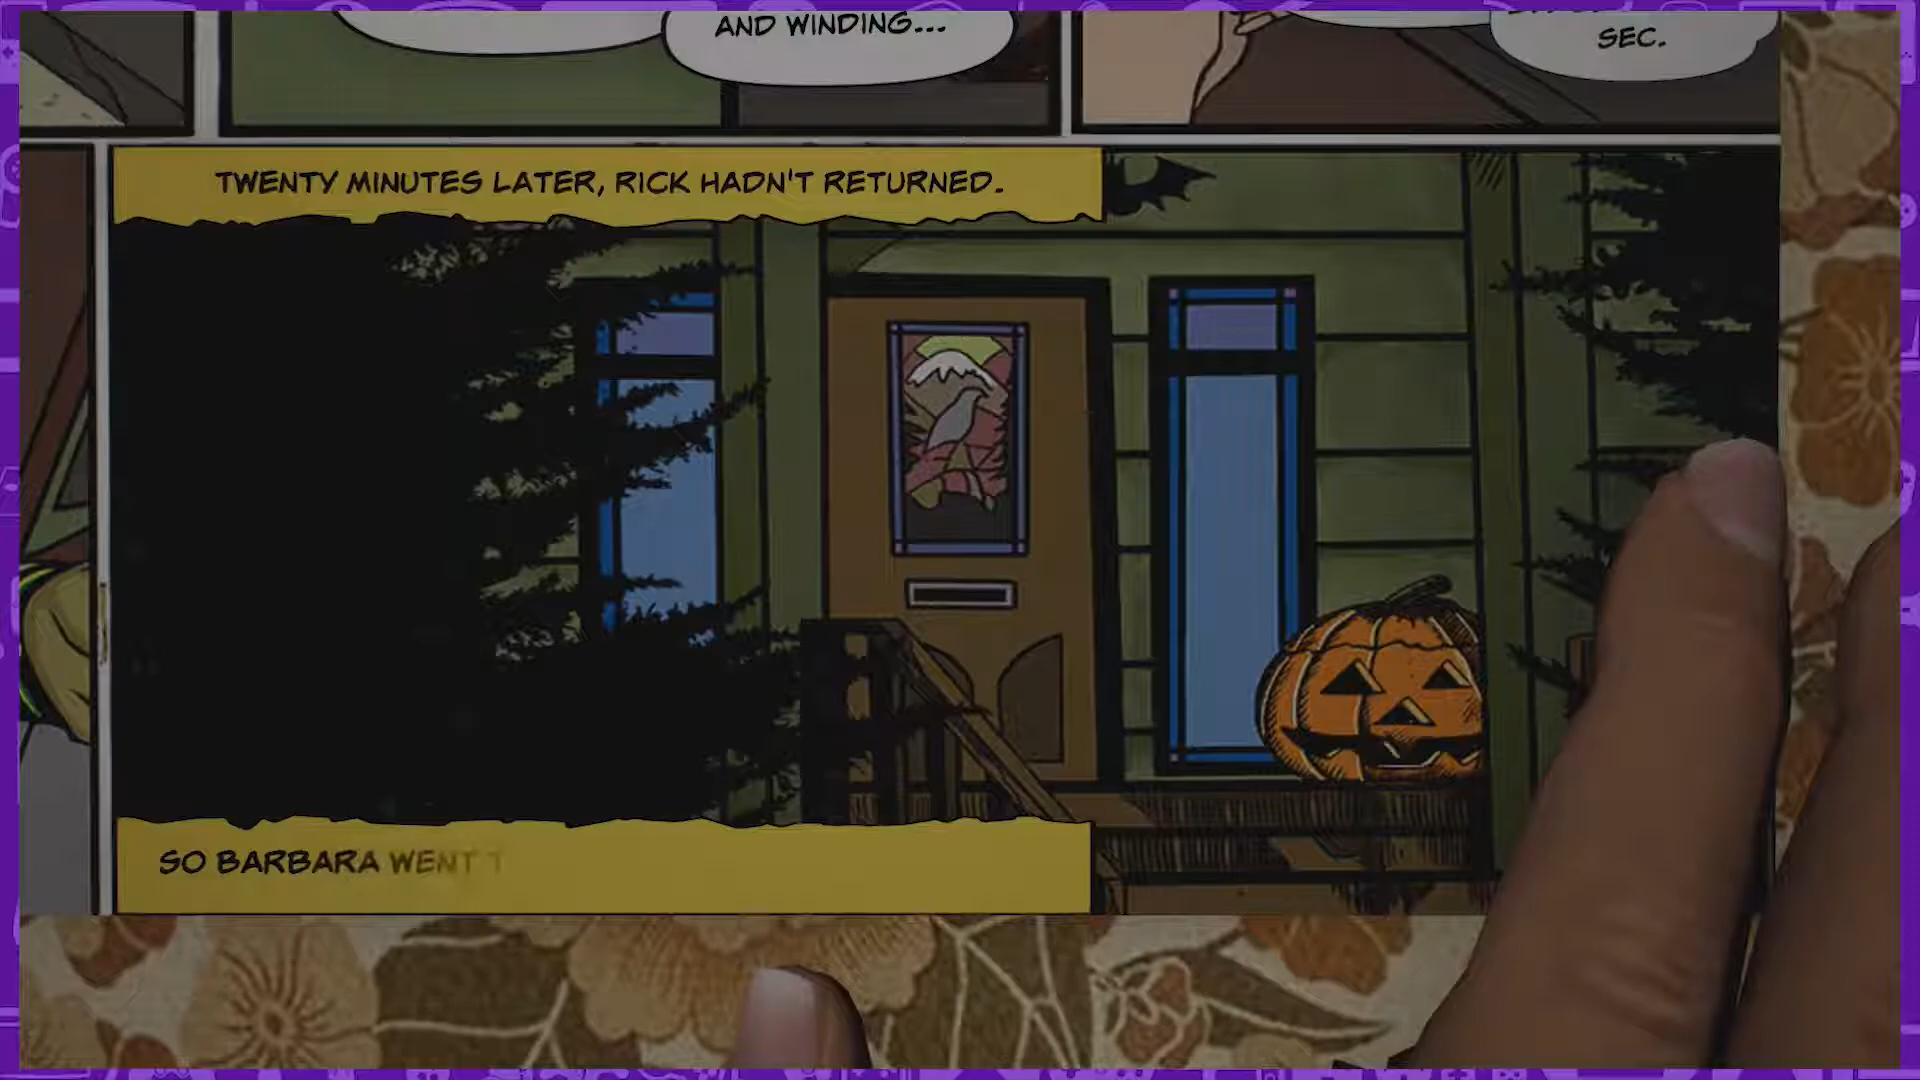 AND WINDING...
SEC.
TWENTY MINUTES LATER, RICK HADN'T RETURNED.
SO BARBARA WENT T